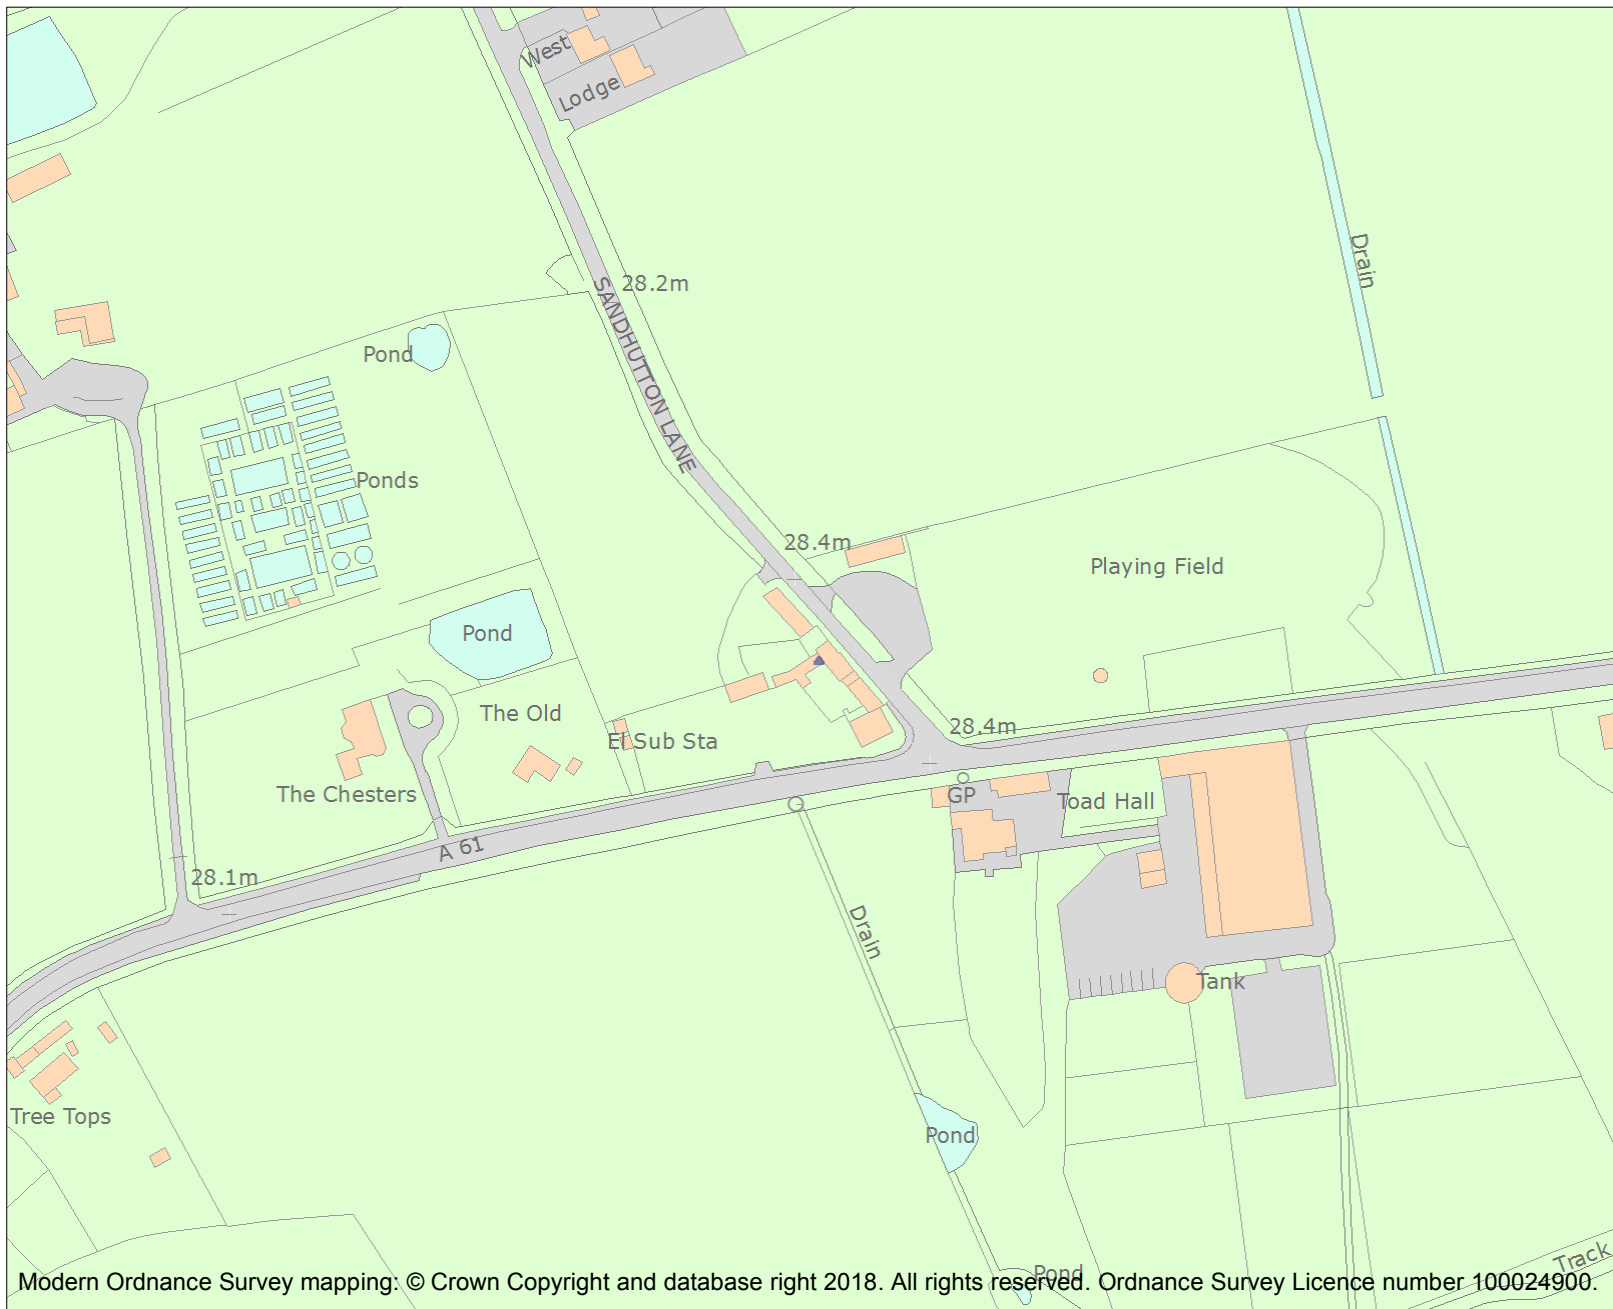 West
Lodge
Drain
28.2m
SANDHUTTON LANE
Pond
Ponds
28.4m
Playing Field
Pond
The Old
28.4m
El Sub Sta
The Chesters
GP
Toad Hall
A 61
28.1m
Drain
Tank
Tree Tops
Pond
Track
Pond
Modern Ordnance Survey mapping: © Crown Copyright and database right 2018. All rights reserved. Ordnance Survey Licence number 100024900.